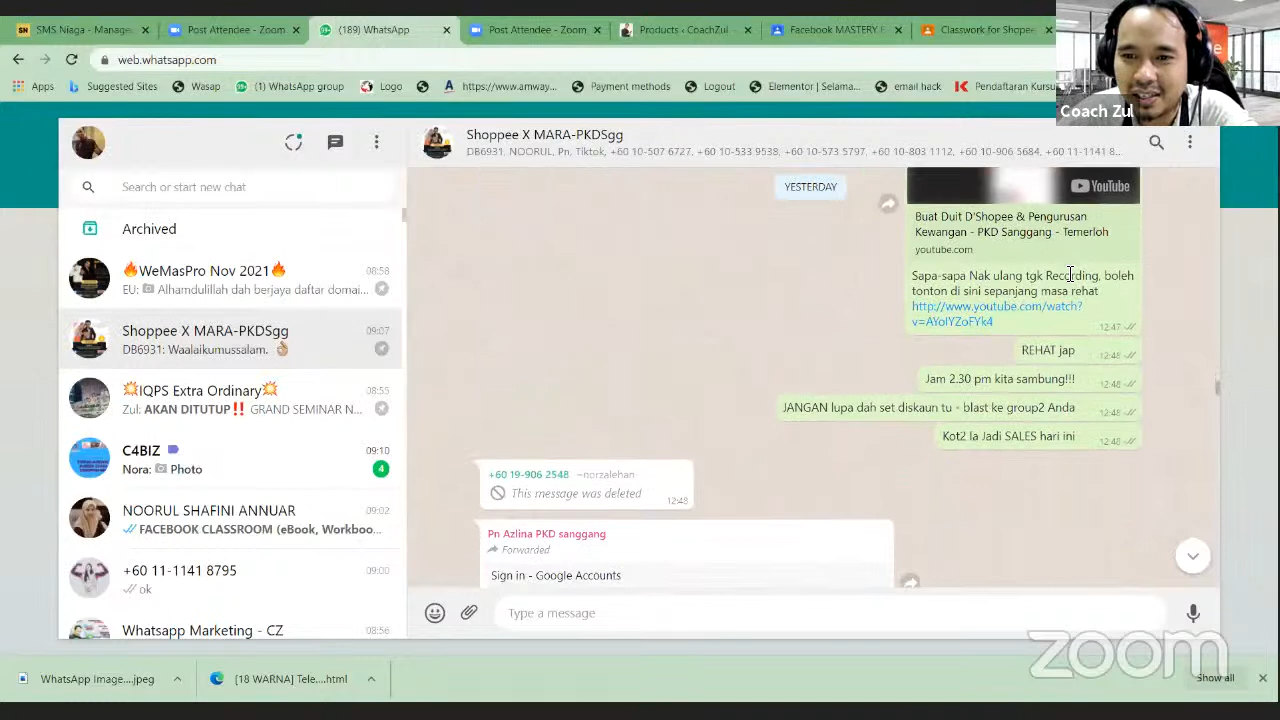 SMS Niaga - Manage
Post Attendee - Zoom
(189) WhatsApp
Post Attendee - Zoom
Products ‹ CoachZul
Facebook MASTERY
Classwork for Shopee
web.whatsapp.com
Apps
Suggested Sites
Wasap
(1) WhatsApp group
Logo
https://www.amway...
Payment methods
Logout
Elementor | Selama...
email hack
Pendaftaran Kursu
Coach Zul
Search or start new chat
Archived
🔥WeMasPro Nov 2021🔥
08:58
EU: Alhamdulillah dah berjaya daftar domai...
Shoppee X MARA-PKDSgg
09:07
DB6931: Waalaikumussalam. 👌
💥IQPS Extra Ordinary💥
08:55
Zul: AKAN DITUTUP‼️ GRAND SEMINAR N...
C4BIZ
09:10
Nora: Photo
4
NOORUL SHAFINI ANNUAR
09:02
FACEBOOK CLASSROOM (eBook, Workboo...
+60 11-1141 8795
09:00
ok
Whatsapp Marketing - CZ
08:56
Shoppee X MARA-PKDSgg
DB6931, NOORUL, Pn, Tiktok, +60 10-507 6727, +60 10-533 9538, +60 10-573 5797, +60 10-803 1112, +60 10-906 5684, +60 11-1141 8...
YESTERDAY
YouTube
Buat Duit D'Shopee & Pengurusan
Kewangan - PKD Sanggang - Temerloh
youtube.com
Sapa-sapa Nak ulang tgk Recording, boleh
tonton di sini sepanjang masa rehat
http://www.youtube.com/watch?
v=AYolYZoFYk4
12:47
REHAT jap
12:48
Jam 2.30 pm kita sambung!!!
12:48
JANGAN lupa dah set diskaun tu - blast ke group2 Anda
12:48
Kot2 la Jadi SALES hari ini
12:48
+60 19-906 2548 ~norzalehan
This message was deleted
12:48
Pn Azlina PKD sanggang
Forwarded
Sign in - Google Accounts
Type a message
zoom
WhatsApp Image....jpeg
[18 WARNA] Tele....html
Show all